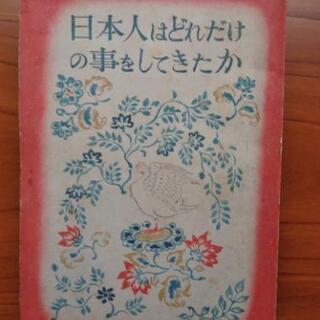 日本人はどれだけ
の事をしてきたか